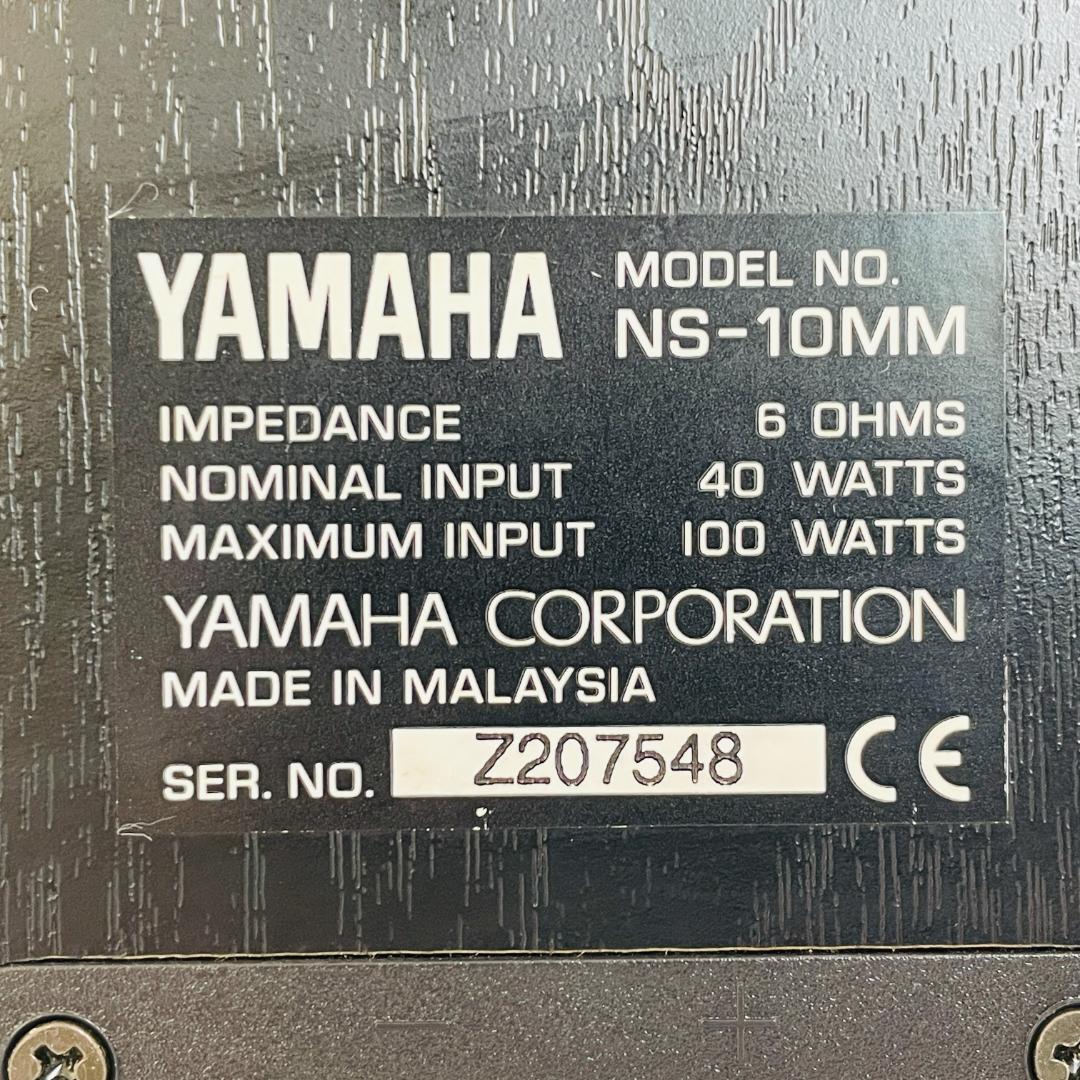 YAMAHA
MODEL NO.
NS-10MM
IMPEDANCE 6 OHMS
NOMINAL INPUT 40 WATTS
MAXIMUM INPUT 100 WATTS
YAMAHA CORPORATION
MADE IN MALAYSIA
SER. NO. Z207548 CE
− +